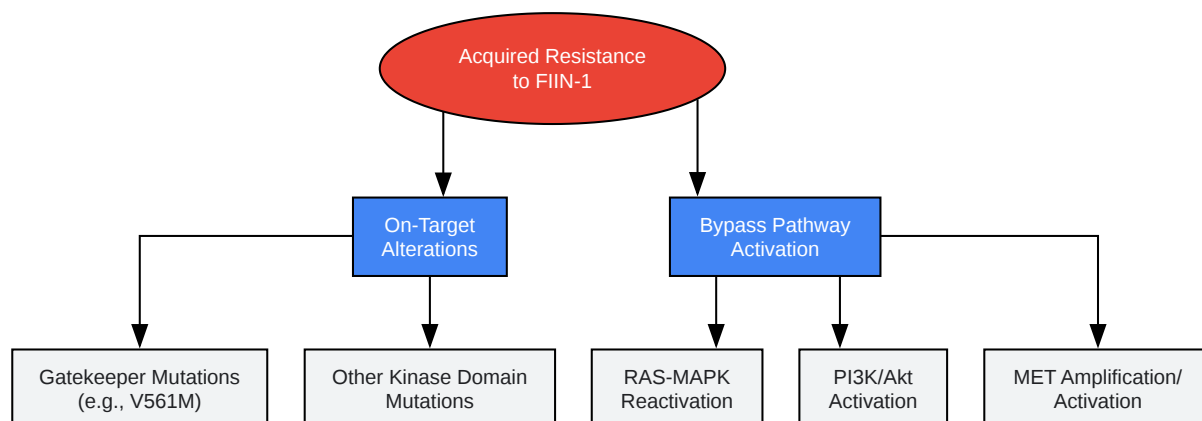 Acquired Resistance
to FIIN-1
On-Target
Alterations
Bypass Pathway
Activation
Gatekeeper Mutations
(e.g., V561M)
Other Kinase Domain
Mutations
RAS-MAPK
Reactivation
PI3K/Akt
Activation
MET Amplification/
Activation